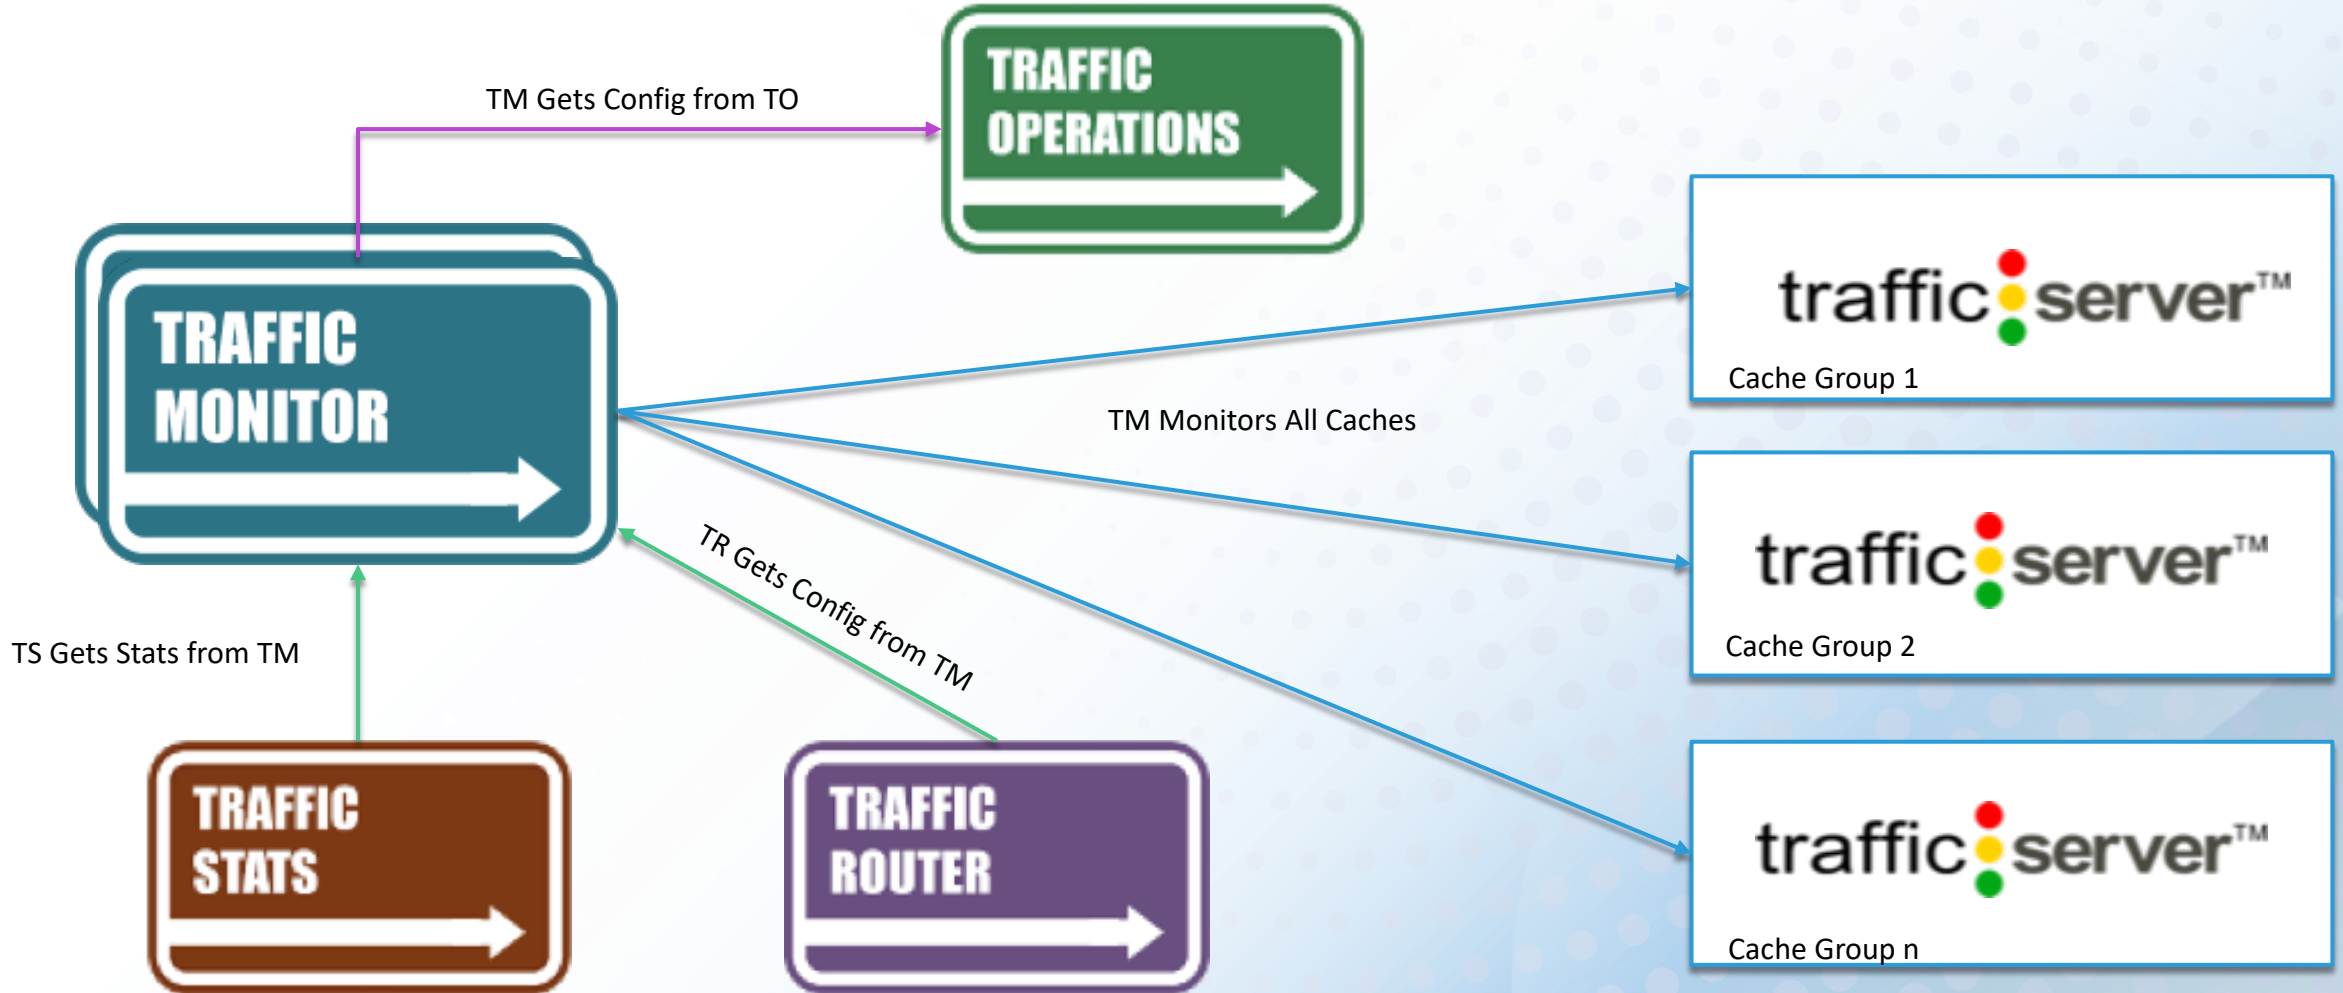 TM Gets Config from TO
TRAFFIC
OPERATIONS
TRAFFIC
MONITOR
traffic server™
Cache Group 1
TM Monitors All Caches
traffic server™
Cache Group 2
TR Gets Config from TM
TS Gets Stats from TM
TRAFFIC
STATS
TRAFFIC
ROUTER
traffic server™
Cache Group n